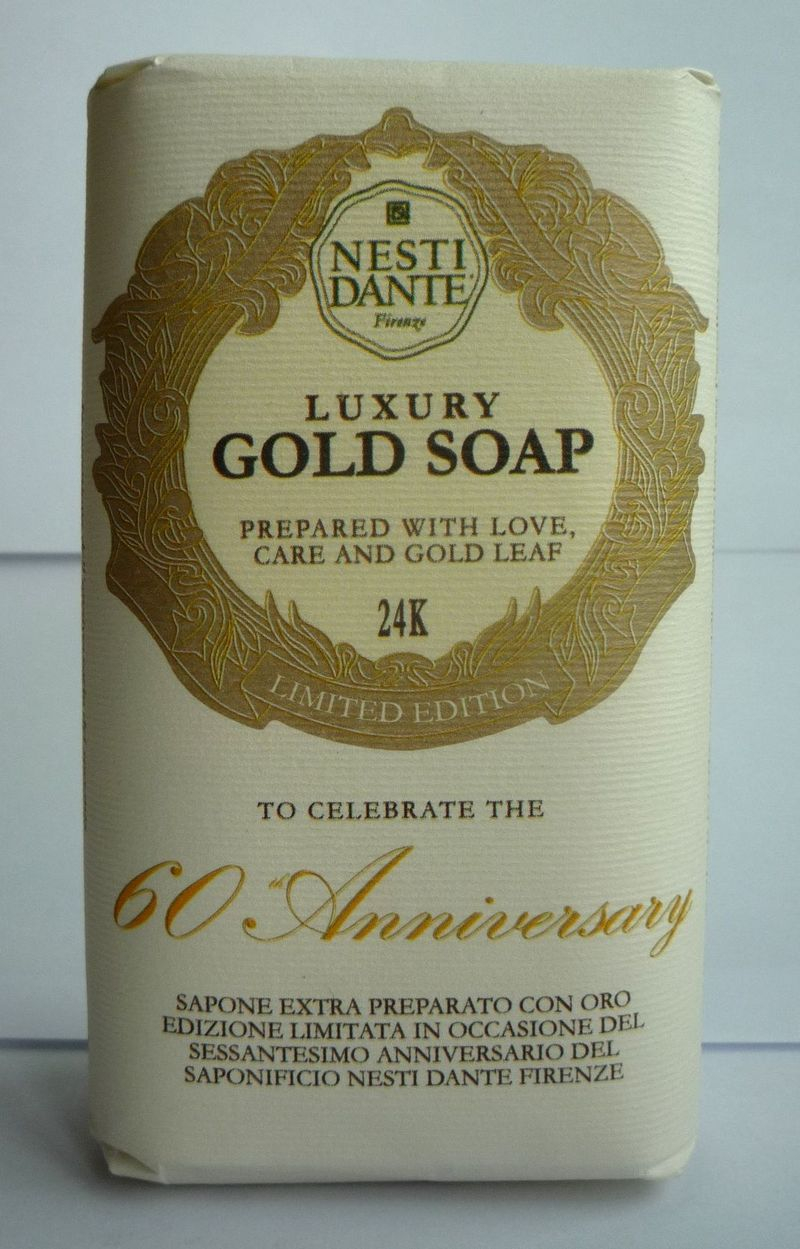 NESTI
DANTE
Firenze
LUXURY
GOLD SOAP
PREPARED WITH LOVE,
CARE AND GOLD LEAF
24K
LIMITED EDITION
TO CELEBRATE THE
60th Anniversary
SAPONE EXTRA PREPARATO CON ORO
EDIZIONE LIMITATA IN OCCASIONE DEL
SESSANTESIMO ANNIVERSARIO DEL
SAPONIFICIO NESTI DANTE FIRENZE